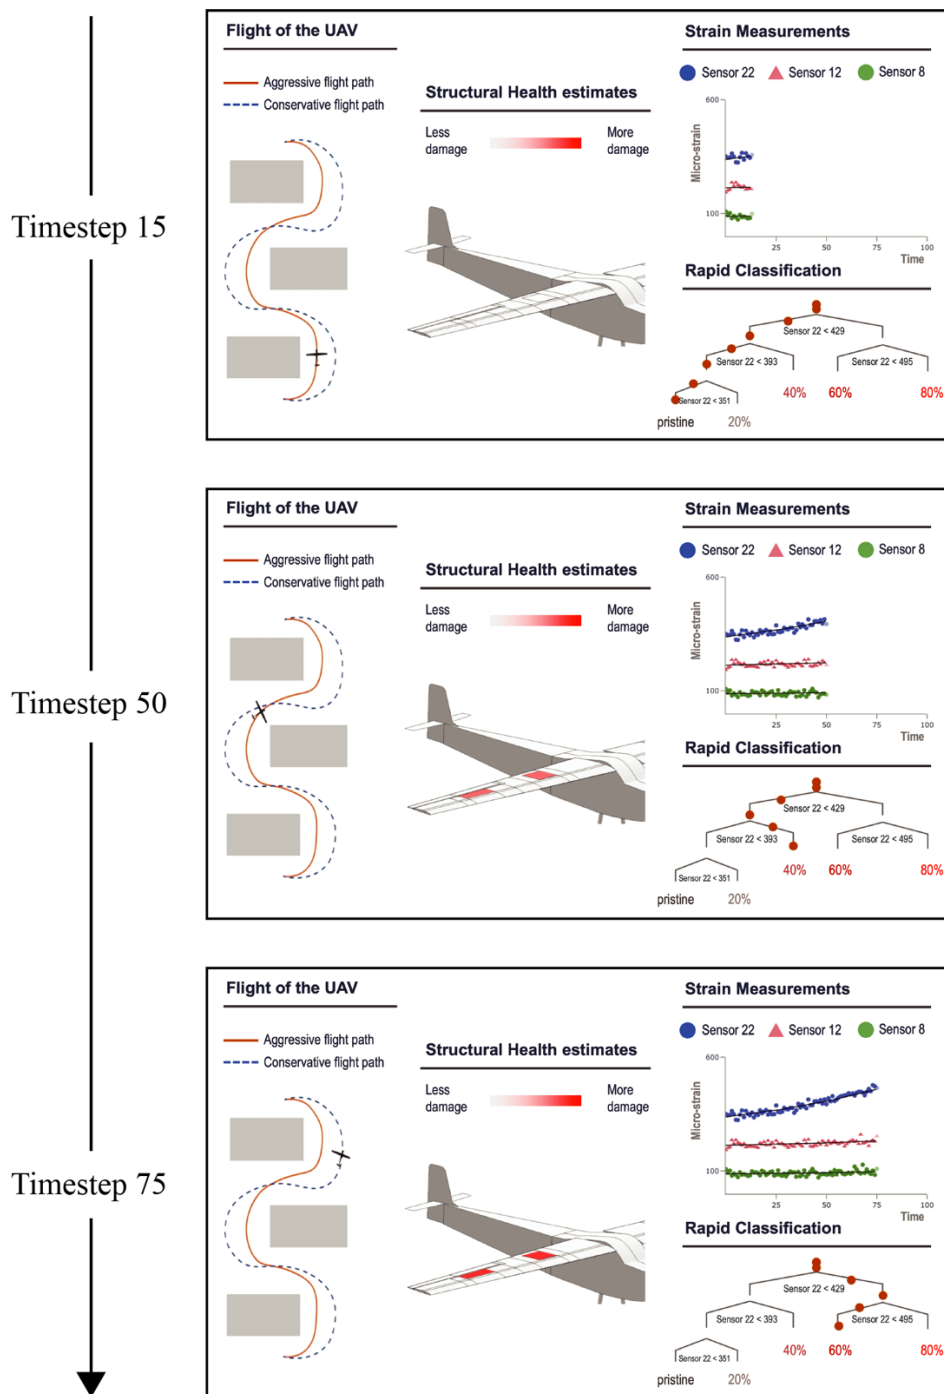 Timestep 15
Flight of the UAV
Aggressive flight path
Conservative flight path
Structural Health estimates
Less damage
More damage
Strain Measurements
Sensor 22 Sensor 12 Sensor 8
600
Micro-strain
100
25 50 75 100
Time
Rapid Classification
Sensor 22 < 429
Sensor 22 < 393 Sensor 22 < 495
Sensor 22 < 351 40% 60% 80%
pristine 20%
Timestep 50
Flight of the UAV
Aggressive flight path
Conservative flight path
Structural Health estimates
Less damage
More damage
Strain Measurements
Sensor 22 Sensor 12 Sensor 8
600
Micro-strain
100
25 50 75 100
Time
Rapid Classification
Sensor 22 < 429
Sensor 22 < 393 Sensor 22 < 495
Sensor 22 < 351 40% 60% 80%
pristine 20%
Timestep 75
Flight of the UAV
Aggressive flight path
Conservative flight path
Structural Health estimates
Less damage
More damage
Strain Measurements
Sensor 22 Sensor 12 Sensor 8
600
Micro-strain
100
25 50 75 100
Time
Rapid Classification
Sensor 22 < 429
Sensor 22 < 393 Sensor 22 < 495
Sensor 22 < 351 40% 60% 80%
pristine 20%